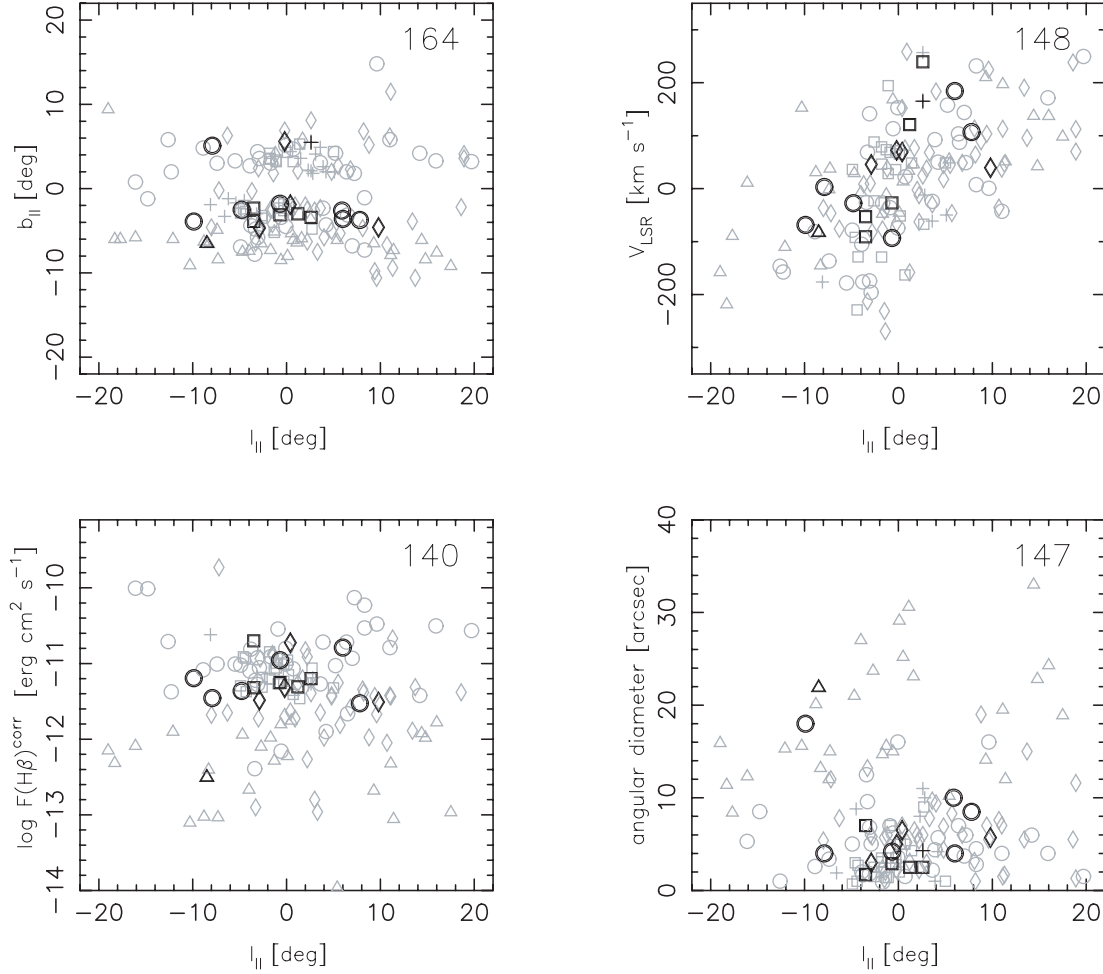 164
20
10
0
−10
−20
b_II [deg]
−20 −10 0 10 20
l_II [deg]
148
200
0
−200
V_LSR [km s⁻¹]
−20 −10 0 10 20
l_II [deg]
140
−10
−11
−12
−13
−14
log F(Hβ)^corr [erg cm² s⁻¹]
−20 −10 0 10 20
l_II [deg]
147
40
30
20
10
0
angular diameter [arcsec]
−20 −10 0 10 20
l_II [deg]